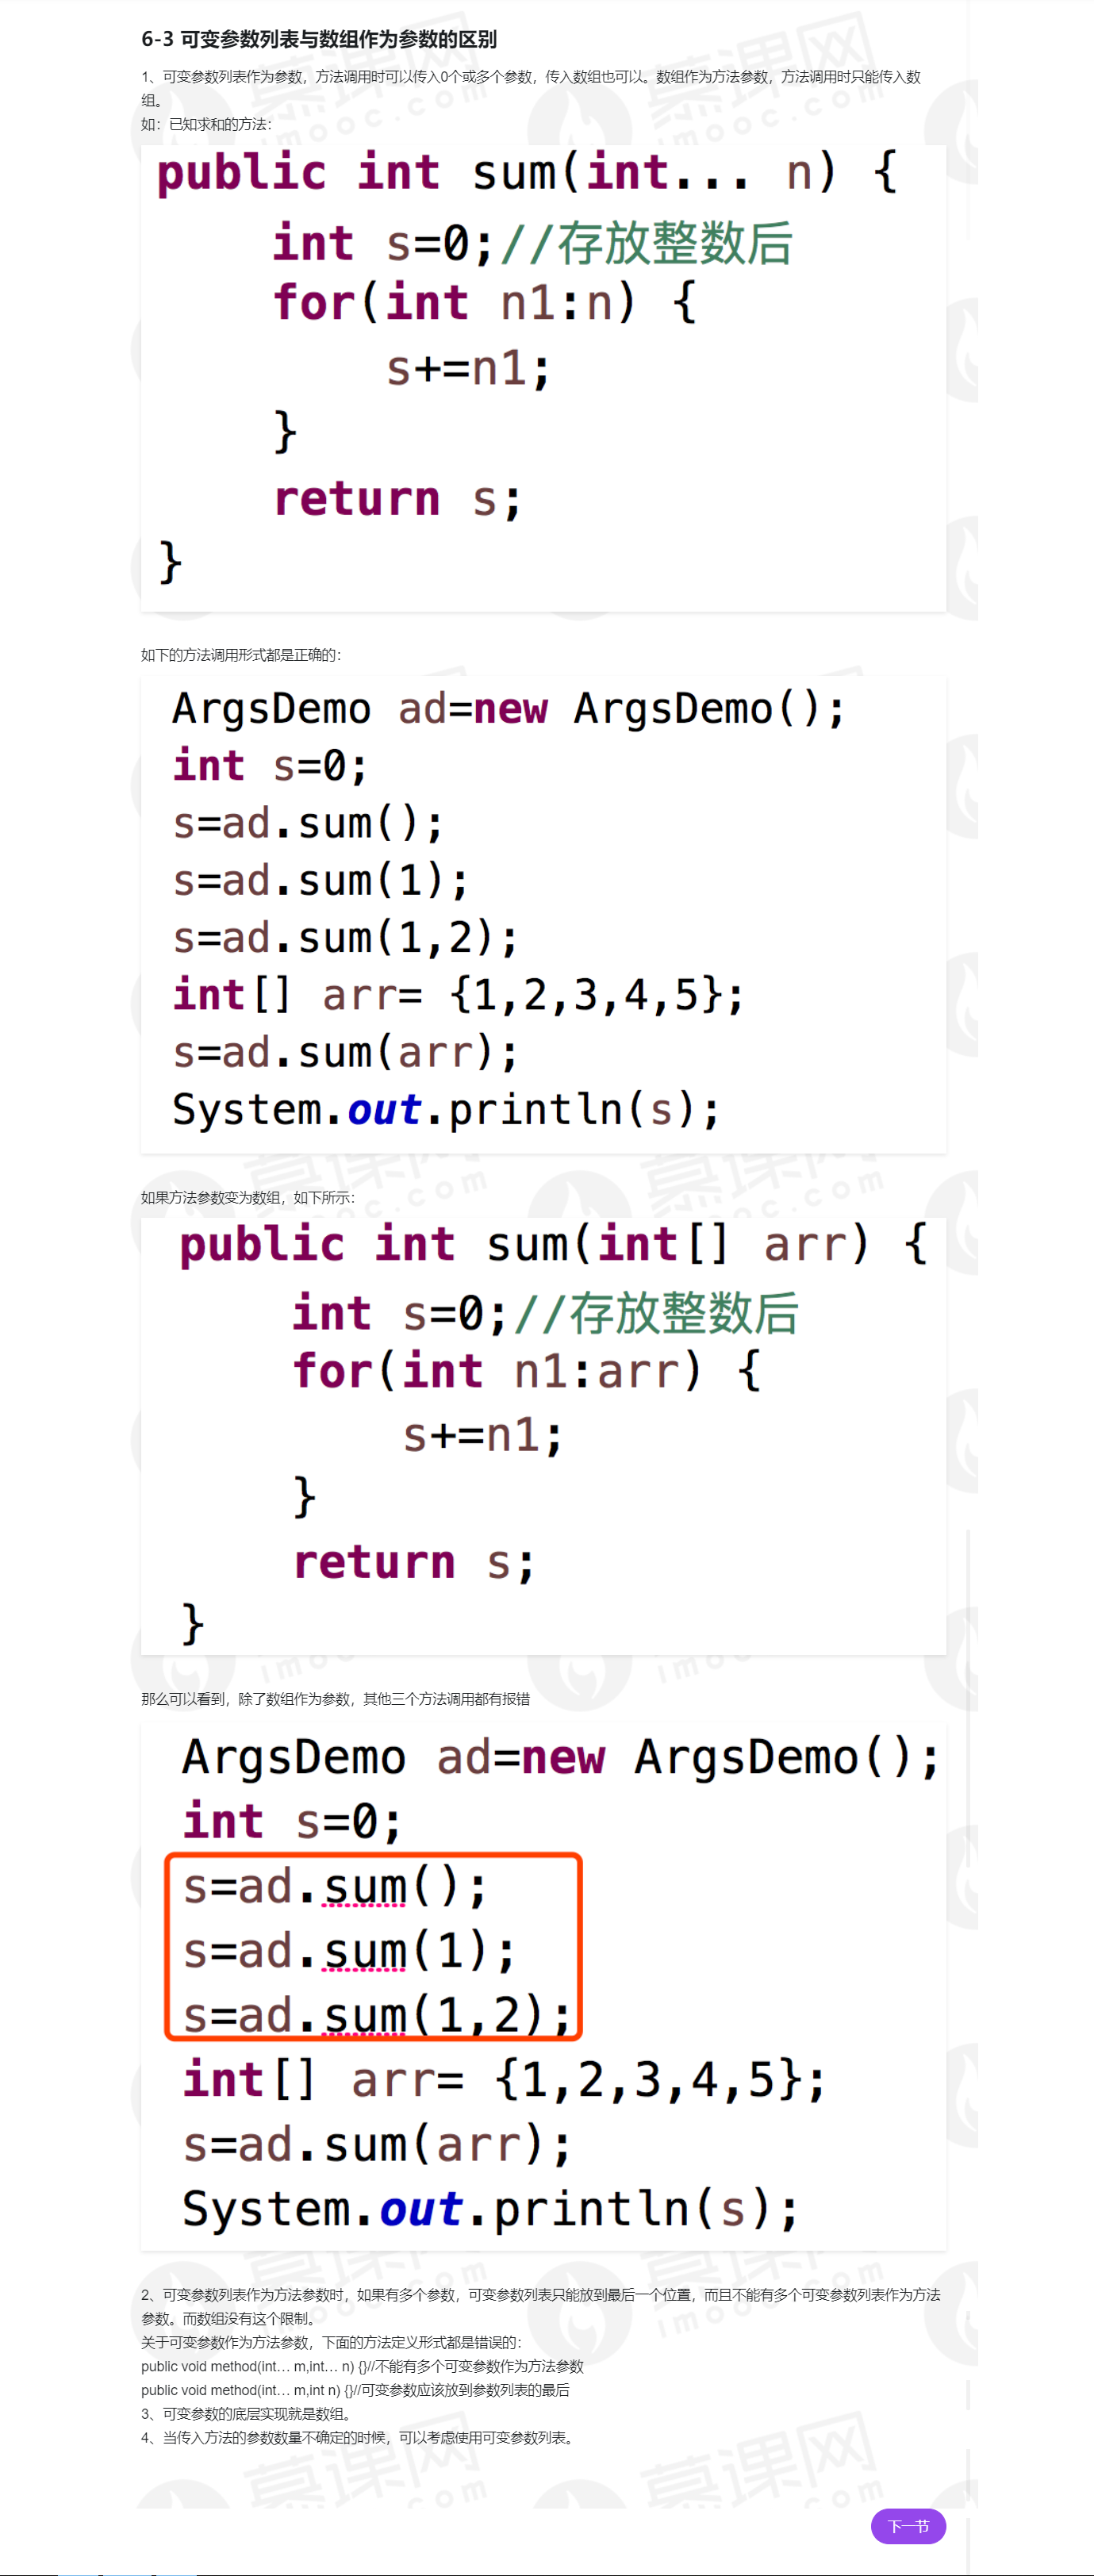 6-3 可变参数列表与数组作为参数的区别
1、可变参数列表作为参数，方法调用时可以传入0个或多个参数，传入数组也可以。数组作为方法参数，方法调用时只能传入数
组。
如：已知求和的方法：
public int sum(int... n) {
int s=0;//存放整数后
for(int n1:n) {
s+=n1;
}
return s;
}
如下的方法调用形式都是正确的：
ArgsDemo ad=new ArgsDemo();
int s=0;
s=ad.sum();
s=ad.sum(1);
s=ad.sum(1,2);
int[] arr= {1,2,3,4,5};
s=ad.sum(arr);
System.out.println(s);
如果方法参数变为数组，如下所示：
public int sum(int[] arr) {
int s=0;//存放整数后
for(int n1:arr) {
s+=n1;
}
return s;
}
那么可以看到，除了数组作为参数，其他三个方法调用都有报错
ArgsDemo ad=new ArgsDemo();
int s=0;
s=ad.sum();
s=ad.sum(1);
s=ad.sum(1,2);
int[] arr= {1,2,3,4,5};
s=ad.sum(arr);
System.out.println(s);
2、可变参数列表作为方法参数时，如果有多个参数，可变参数列表只能放到最后一个位置，而且不能有多个可变参数列表作为方法
参数。而数组没有这个限制。
关于可变参数作为方法参数，下面的方法定义形式都是错误的：
public void method(int… m,int… n) {}//不能有多个可变参数作为方法参数
public void method(int… m,int n) {}//可变参数应该放到参数列表的最后
3、可变参数的底层实现就是数组。
4、当传入方法的参数数量不确定的时候，可以考虑使用可变参数列表。
慕课网
imooc.com
下一节